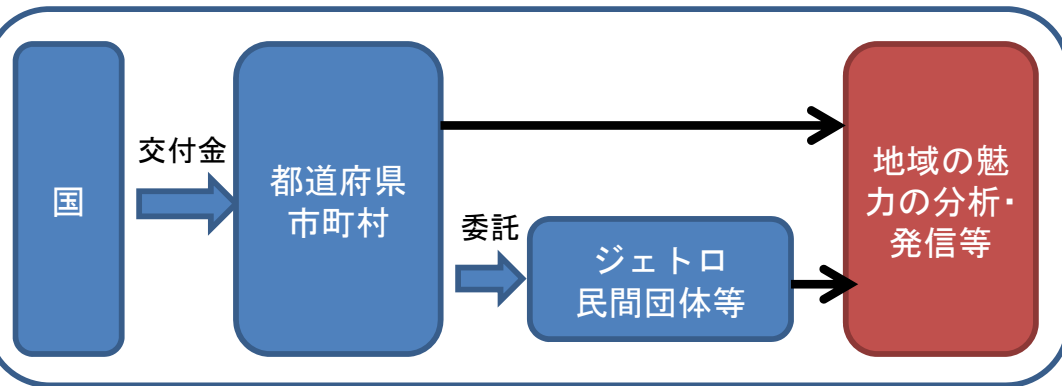 国
交付金
都道府県
市町村
委託
ジェトロ
民間団体等
地域の魅
力の分析・
発信等